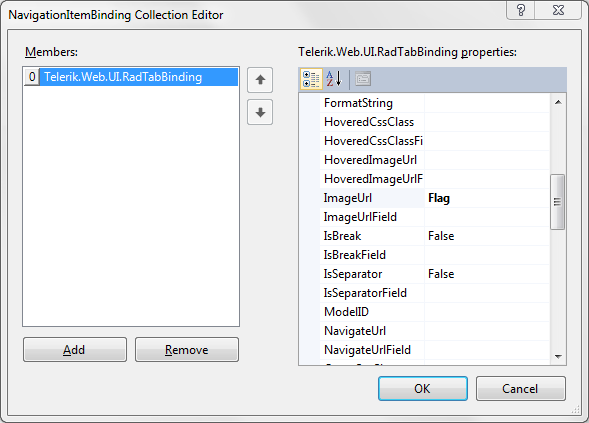 NavigationItemBinding Collection Editor
Members:
0 Telerik.Web.UI.RadTabBinding
Add
Remove
Telerik.Web.UI.RadTabBinding properties:
FormatString
HoveredCssClass
HoveredCssClassFi
HoveredImageUrl
HoveredImageUrlF
ImageUrl Flag
ImageUrlField
IsBreak False
IsBreakField
IsSeparator False
IsSeparatorField
ModelID
NavigateUrl
NavigateUrlField
OK
Cancel